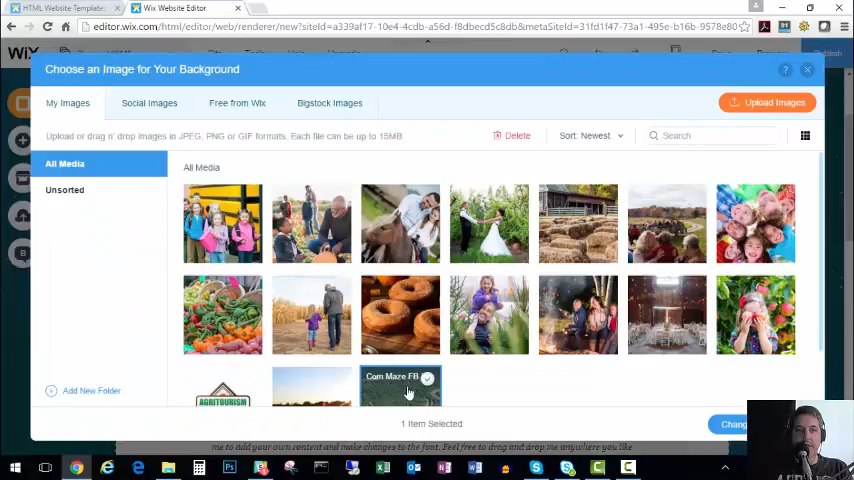 HTML Website Template:
Wix Website Editor
editor.wix.com/html/editor/web/renderer/new?siteId=a339af17-10e4-4cdb-a56d-f8dbecd5c8db&metaSiteId=31fd1f47-73a1-495e-b16b-9578e80
WiX
Publish
Choose an Image for Your Background
My Images
Social Images
Free from Wix
Bigstock Images
Upload Images
Upload or drag n' drop images in JPEG, PNG or GIF formats. Each file can be up to 15MB.
Delete
Sort: Newest
Search
All Media
Unsorted
All Media
Corn Maze FB
AGRITOURISM
Add New Folder
1 Item Selected
Chang
me to add your own content and make changes to the font. Feel free to drag and drop me anywhere you like